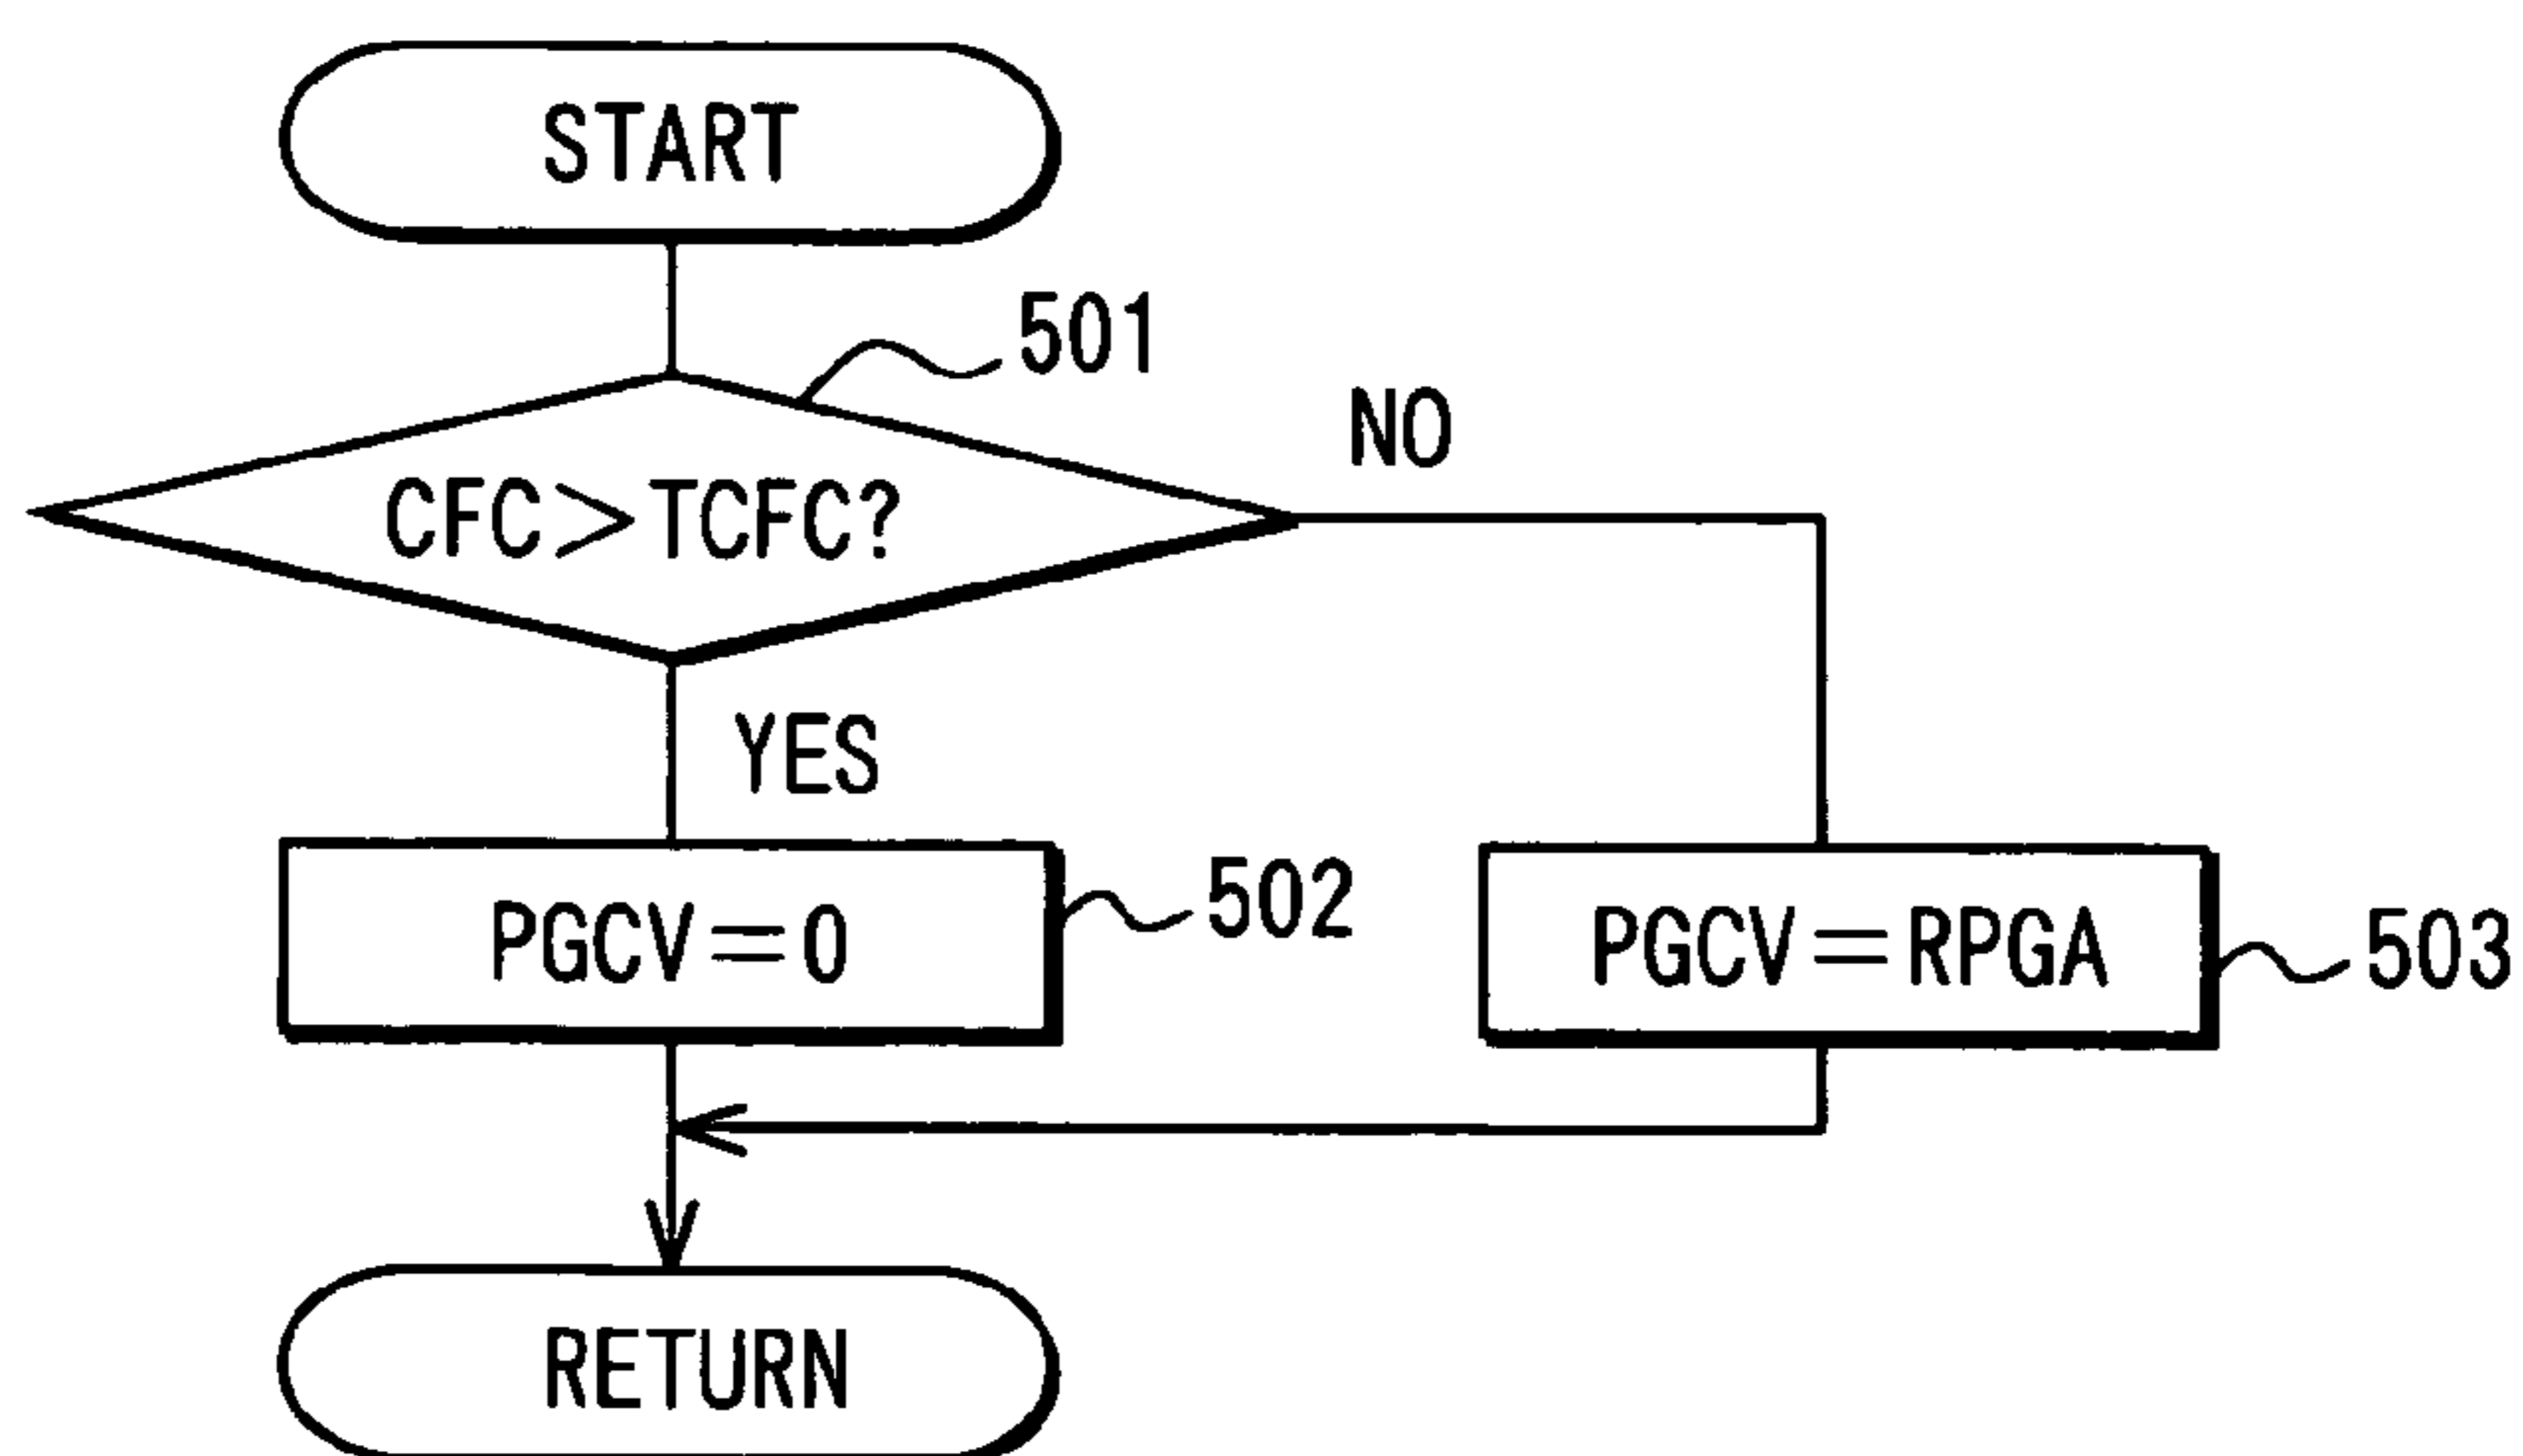 START
501
CFC>TCFC?
NO
YES
PGCV=0
502
PGCV=RPGA
503
RETURN